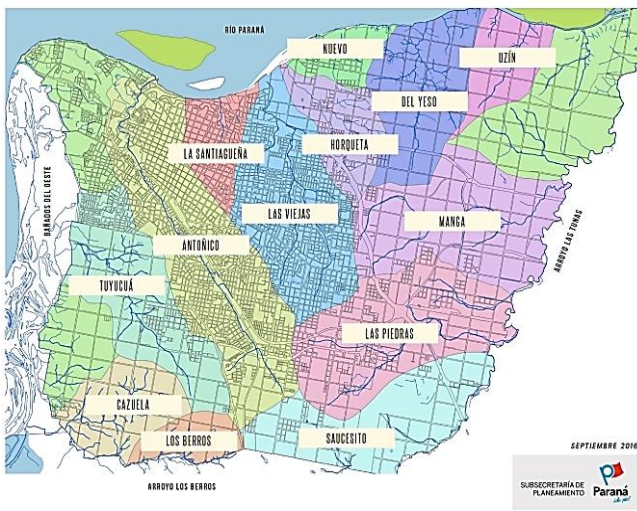 RÍO PARANÁ
NUEVO
UZÍN
DEL YESO
HORQUETA
LA SANTIAGUEÑA
LAS VIEJAS
MANGA
BAÑADOS DEL OESTE
ARROYO LAS TUNAS
ANTOÑICO
TUYUCUÁ
LAS PIEDRAS
CAZUELA
LOS BERROS
SAUCESITO
ARROYO LOS BERROS
SEPTIEMBRE 2016
SUBSECRETARÍA DE
PLANEAMIENTO
Paraná